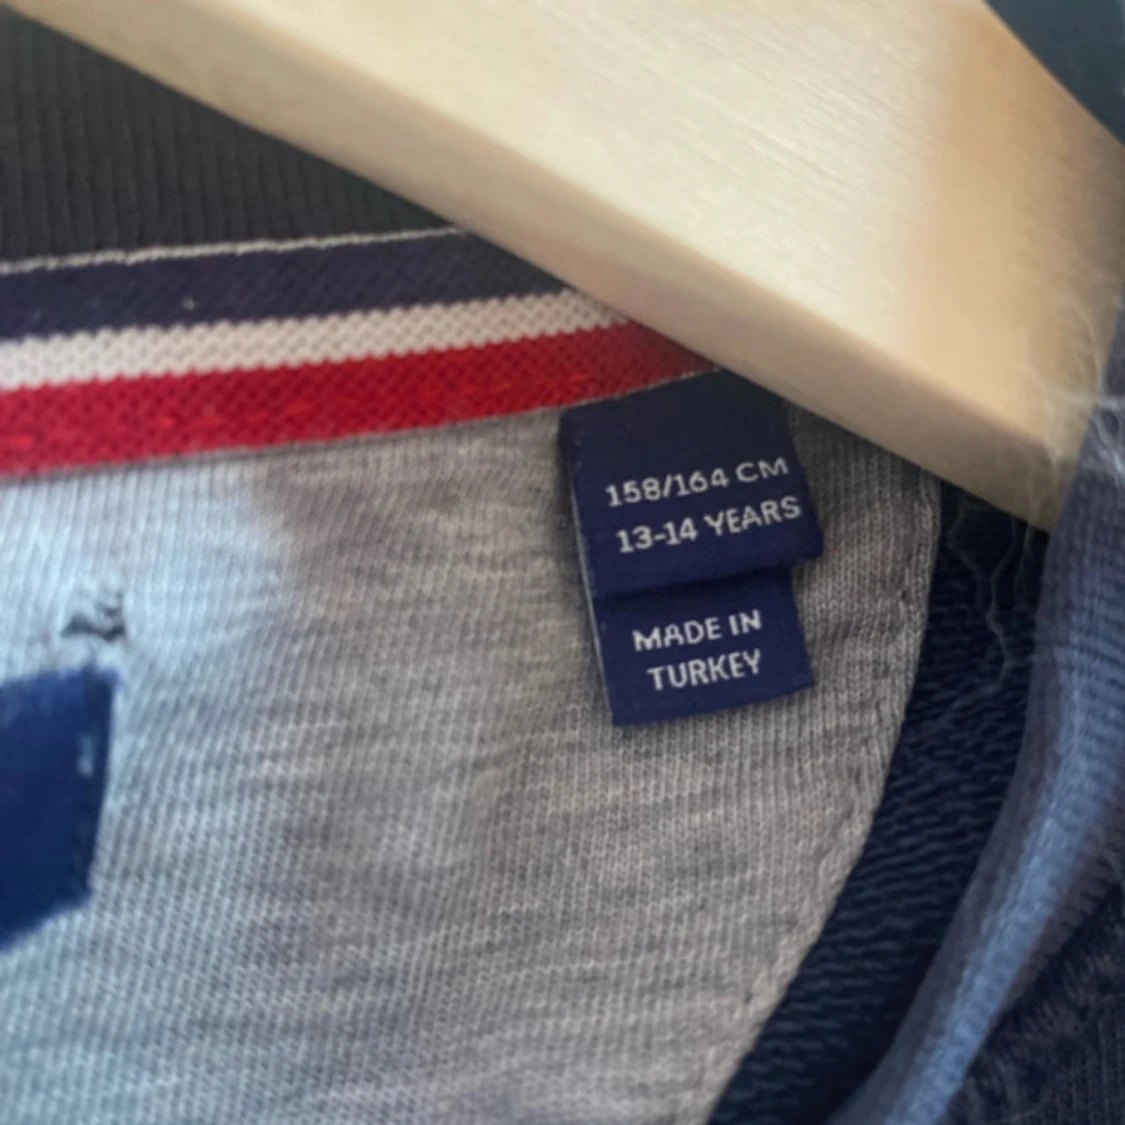 158/164 CM
13-14 YEARS
MADE IN
TURKEY